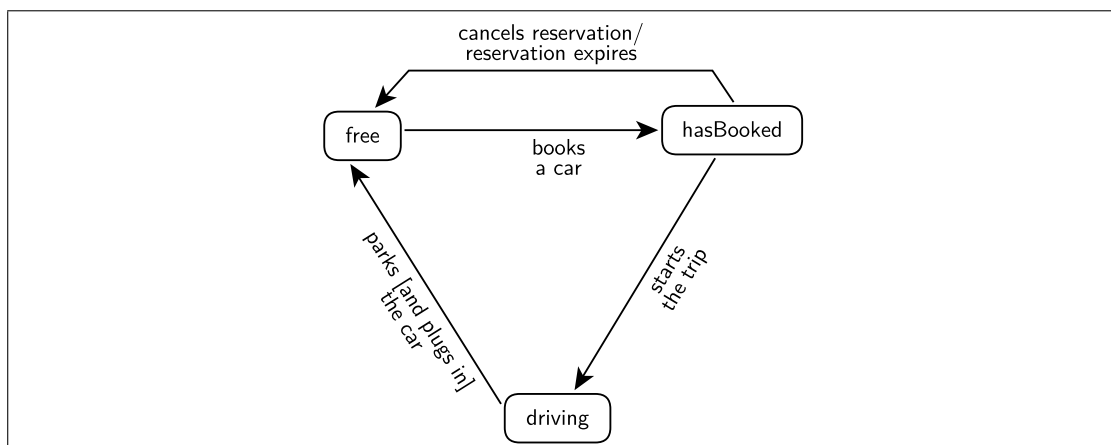 cancels reservation/
reservation expires
free
hasBooked
books
a car
parks [and plugs in]
the car
starts
the trip
driving